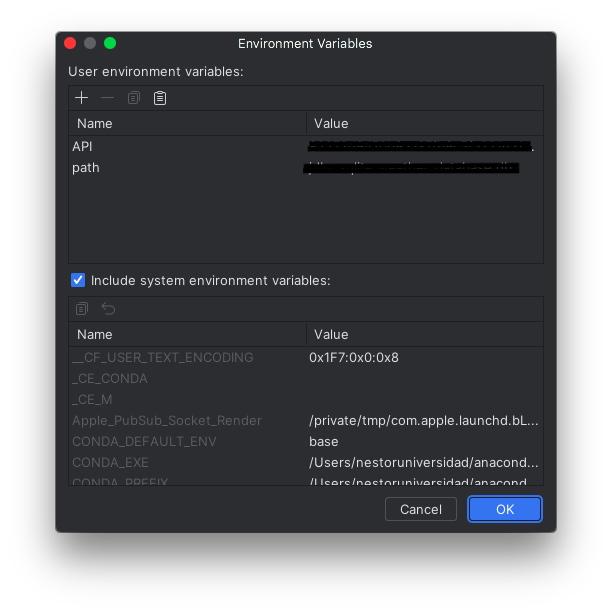 Environment Variables
User environment variables:
Name Value
API
path
Include system environment variables:
Name Value
__CF_USER_TEXT_ENCODING 0x1F7:0x0:0x8
_CE_CONDA
_CE_M
Apple_PubSub_Socket_Render /private/tmp/com.apple.launchd.bL...
CONDA_DEFAULT_ENV base
CONDA_EXE /Users/nestoruniversidad/anacond...
CONDA_PREFIX /Users/nestoruniversidad/anacond...
Cancel OK